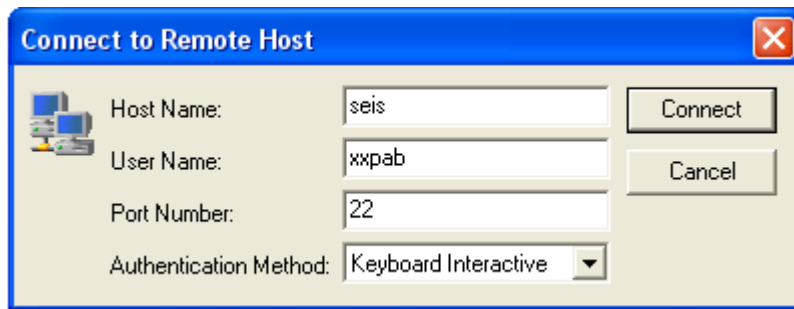 Connect to Remote Host
Host Name: seis Connect
User Name: xxpab Cancel
Port Number: 22
Authentication Method: Keyboard Interactive